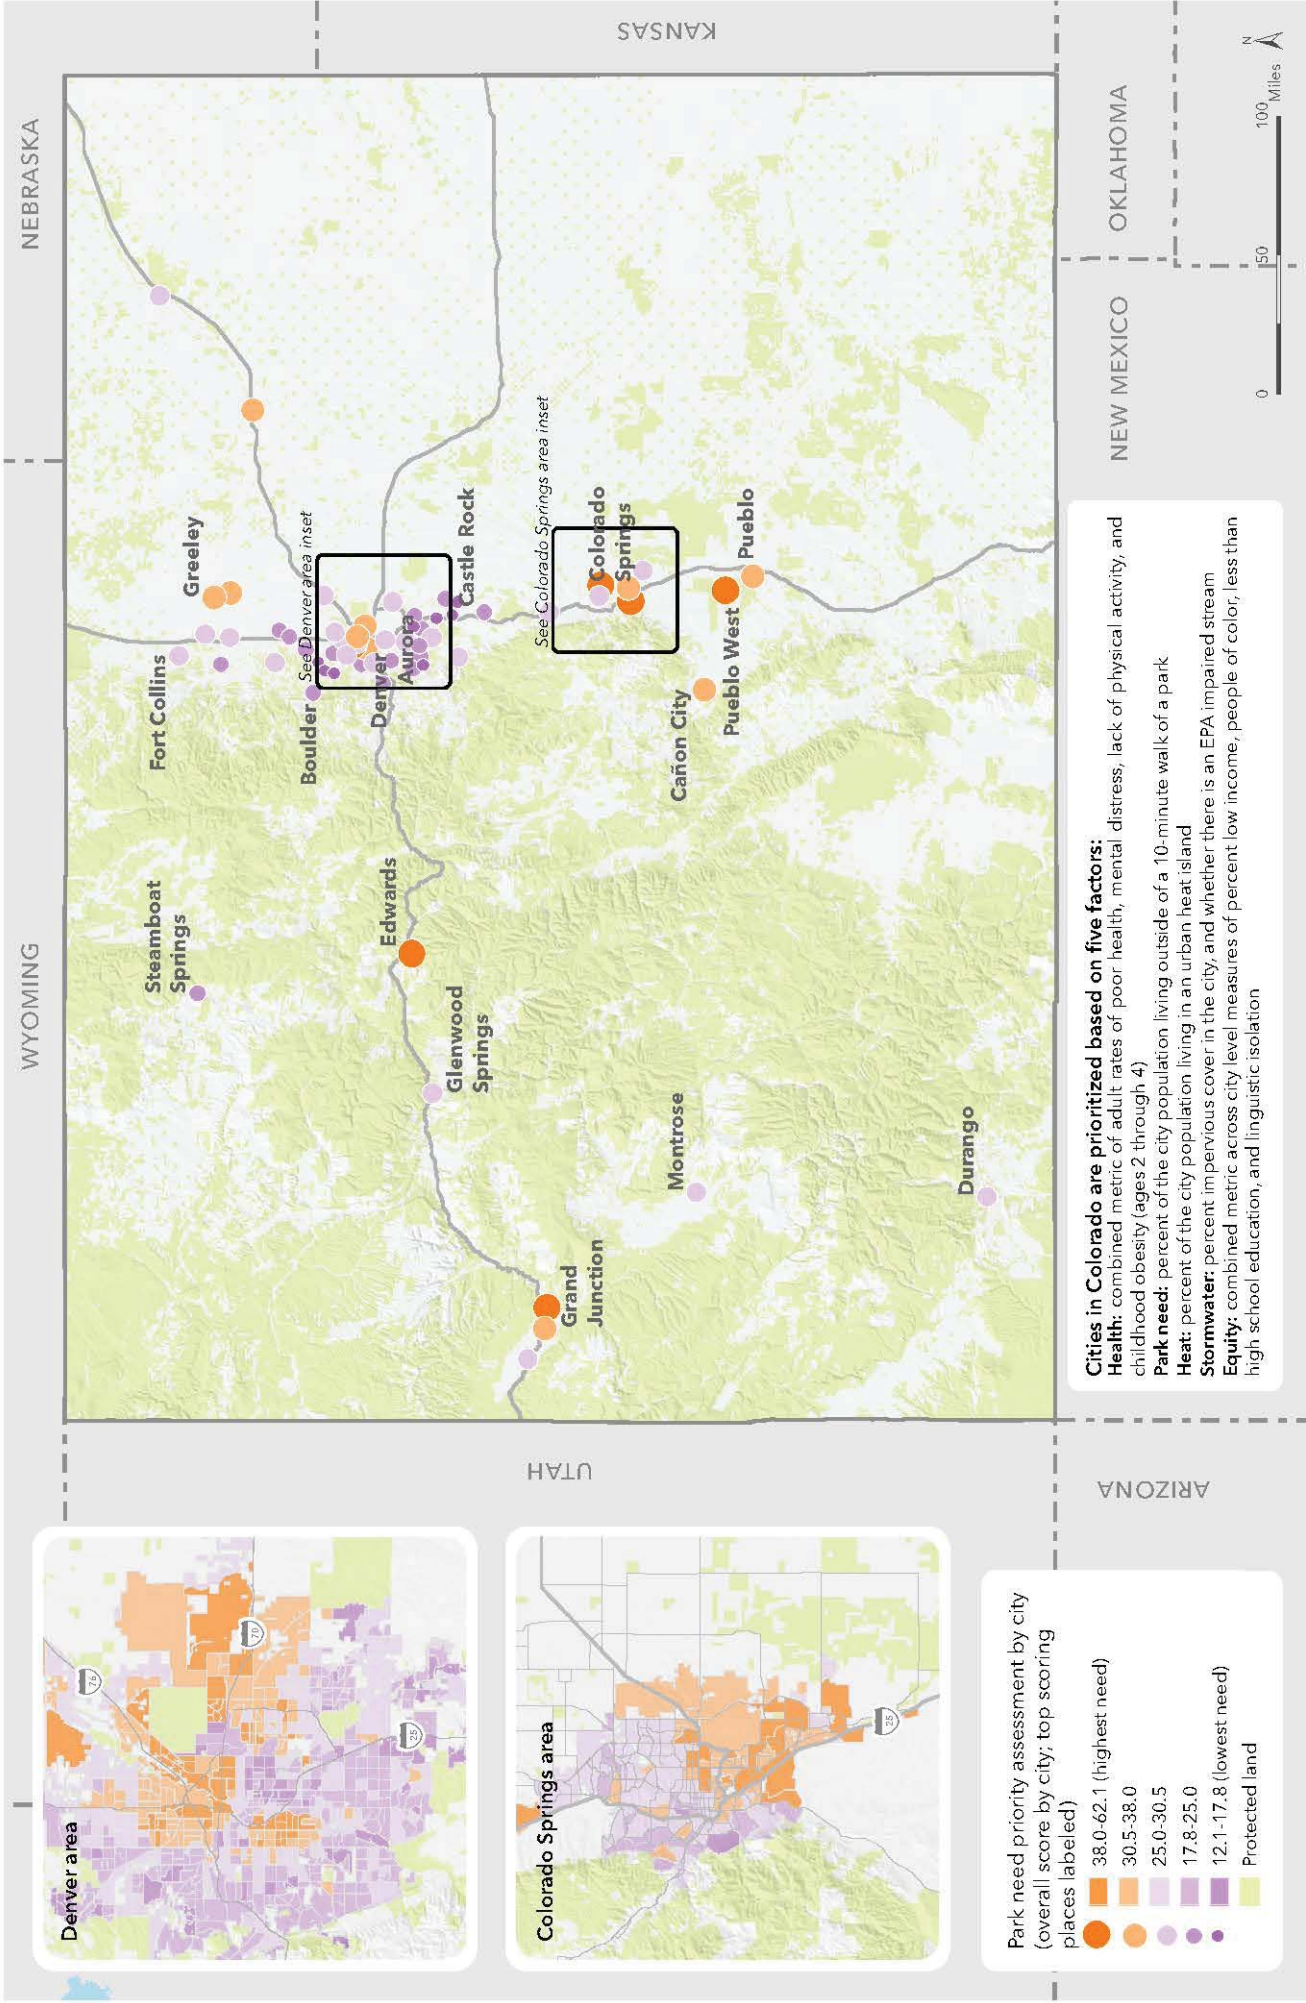 WYOMING
NEBRASKA
KANSAS
UTAH
ARIZONA
NEW MEXICO
OKLAHOMA
Denver area
76
70
25
Colorado Springs area
25
Park need priority assessment by city
(overall score by city; top scoring
places labeled)
38.0-62.1 (highest need)
30.5-38.0
25.0-30.5
17.8-25.0
12.1-17.8 (lowest need)
Protected land
Steamboat
Springs
Fort Collins
Greeley
Boulder
See Denver area inset
Denver
Aurora
Castle Rock
Edwards
Glenwood
Springs
Grand
Junction
See Colorado Springs area inset
Colorado
Springs
Montrose
Cañon City
Pueblo West
Pueblo
Durango
Cities in Colorado are prioritized based on five factors:
Health: combined metric of adult rates of poor health, mental distress, lack of physical activity, and
childhood obesity (ages 2 through 4)
Park need: percent of the city population living outside of a 10-minute walk of a park
Heat: percent of the city population living in an urban heat island
Stormwater: percent impervious cover in the city, and whether there is an EPA impaired stream
Equity: combined metric across city level measures of percent low income, people of color, less than
high school education, and linguistic isolation
0 50 100
Miles
N